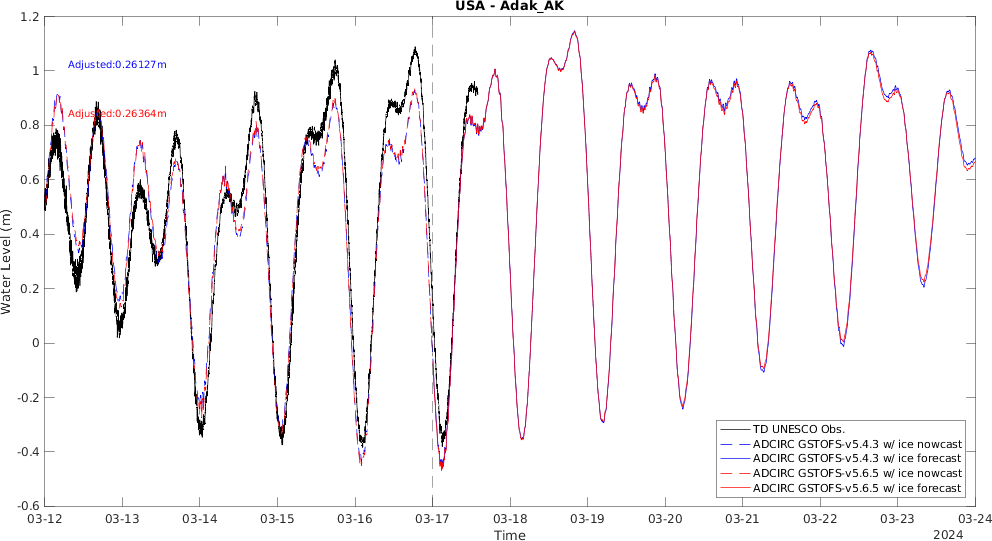 USA - Adak_AK
1.2
1
0.8
0.6
0.4
0.2
0
-0.2
-0.4
-0.6
Water Level (m)
Adjusted:0.26127m
Adjusted:0.26364m
TD UNESCO Obs.
ADCIRC GSTOFS-v5.4.3 w/ ice nowcast
ADCIRC GSTOFS-v5.4.3 w/ ice forecast
ADCIRC GSTOFS-v5.6.5 w/ ice nowcast
ADCIRC GSTOFS-v5.6.5 w/ ice forecast
03-12 03-13 03-14 03-15 03-16 03-17 03-18 03-19 03-20 03-21 03-22 03-23 03-24
Time
2024